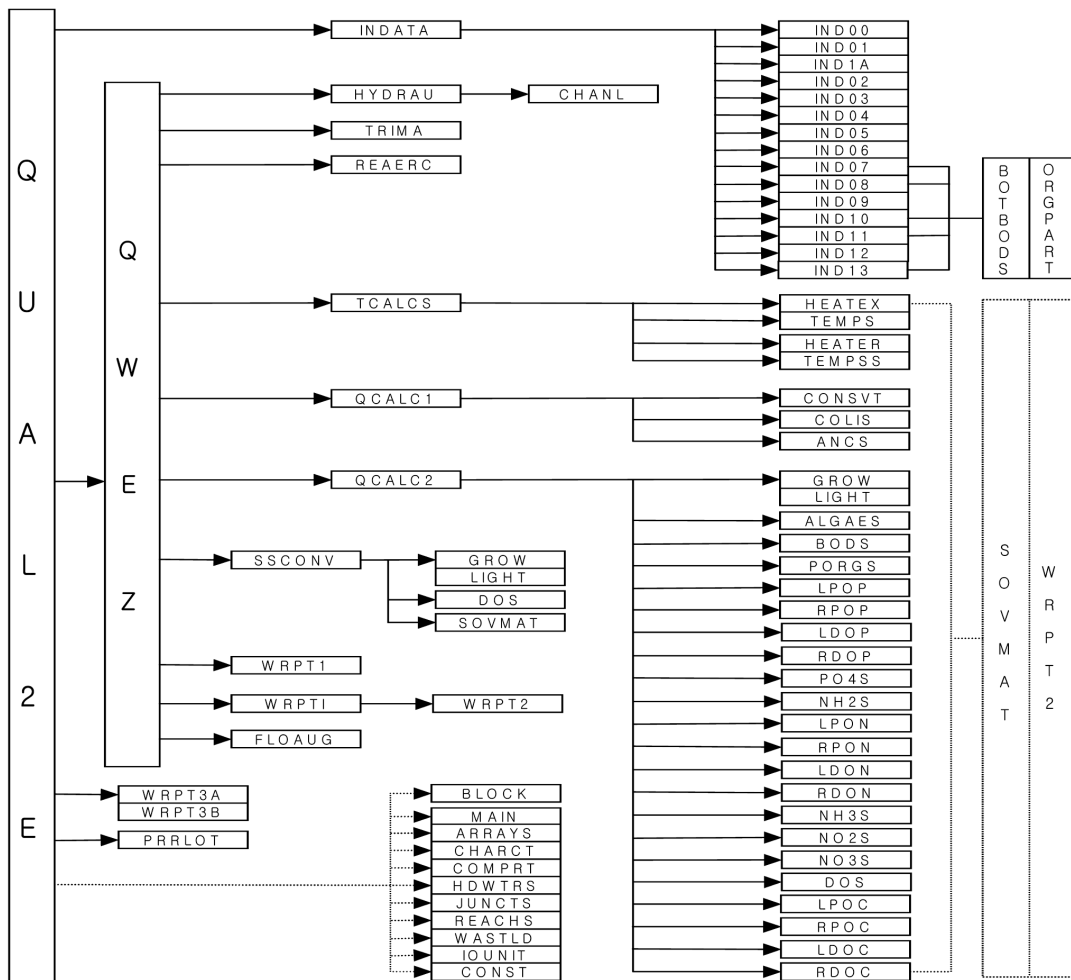 QUAL2E
INDATA
IND00
IND01
IND1A
IND02
IND03
IND04
IND05
IND06
IND07
IND08
IND09
IND10
IND11
IND12
IND13
BOTBODS
ORGPART
QWEZ
HYDRAU
CHANL
TRIMA
REAERC
TCALCS
HEATEX
TEMPS
HEATER
TEMPSS
QCALC1
CONSVT
COLIS
ANCS
QCALC2
GROW
LIGHT
ALGAES
BODS
PORGS
LPOP
RPOP
LDOP
RDOP
PO4S
NH2S
LPON
RPON
LDON
RDON
NH3S
NO2S
NO3S
DOS
LPOC
RPOC
LDOC
RDOC
SOVMAT
WRPT2
SSCONV
GROW
LIGHT
DOS
SOVMAT
WRPT1
WRPTI
WRPT2
FLOAUG
WRPT3A
WRPT3B
PRRLOT
BLOCK
MAIN
ARRAYS
CHARCT
COMPRT
HDWTRS
JUNCTS
REACHS
WASTLD
IOUNIT
CONST